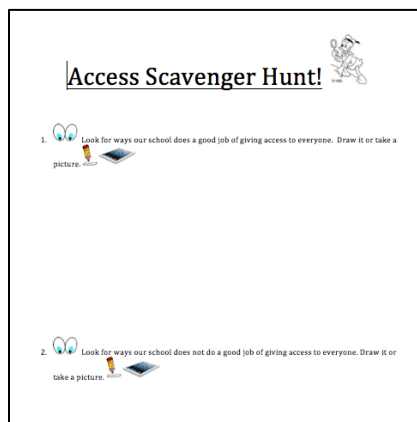 Access Scavenger Hunt!
1. Look for ways our school does a good job of giving access to everyone. Draw it or take a
picture.
2. Look for ways our school does not do a good job of giving access to everyone. Draw it or
take a picture.